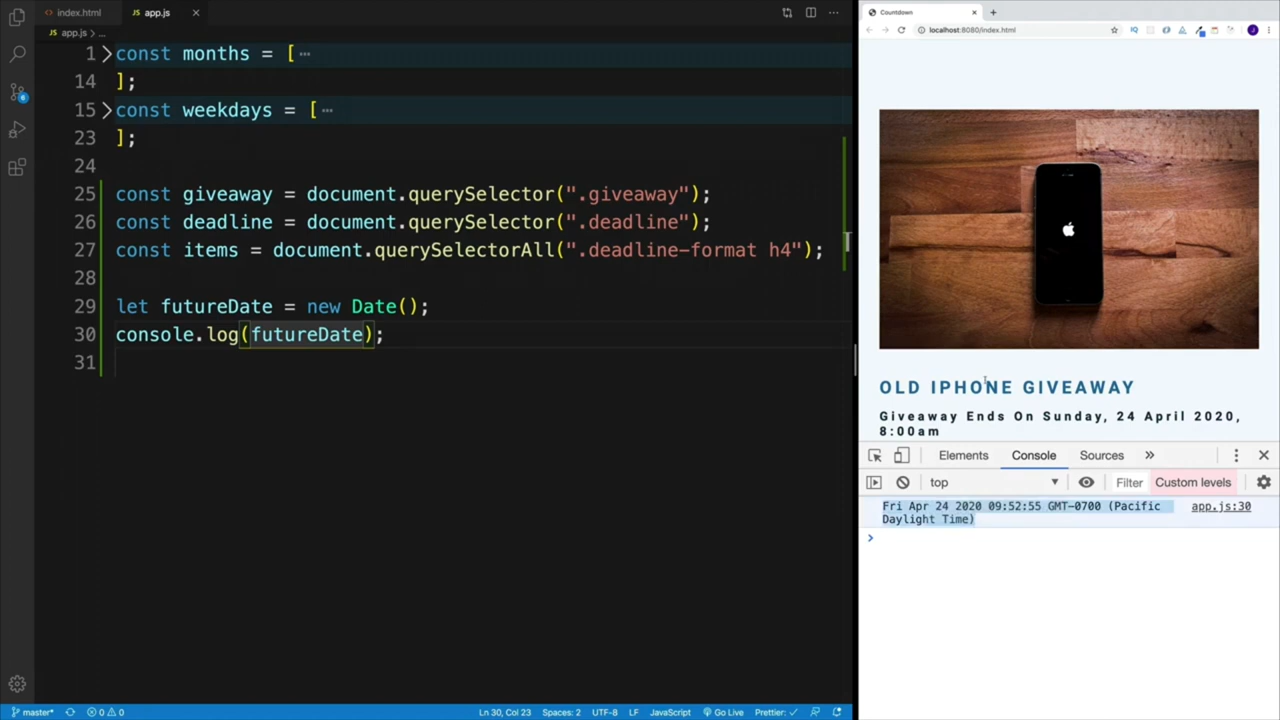 index.html
app.js
app.js > ...
1 const months = [ ···
14 ];
15 const weekdays = [ ···
23 ];
24
25 const giveaway = document.querySelector(".giveaway");
26 const deadline = document.querySelector(".deadline");
27 const items = document.querySelectorAll(".deadline-format h4");
28
29 let futureDate = new Date();
30 console.log(futureDate);
31
6
master*
0 0
Ln 30, Col 23
Spaces: 2
UTF-8
LF
JavaScript
Go Live
Prettier: ✓
Countdown
localhost:8080/index.html
J
OLD IPHONE GIVEAWAY
Giveaway Ends On Sunday, 24 April 2020,
8:00am
Elements Console Sources »
top Filter Custom levels
Fri Apr 24 2020 09:52:55 GMT-0700 (Pacific app.js:30
Daylight Time)